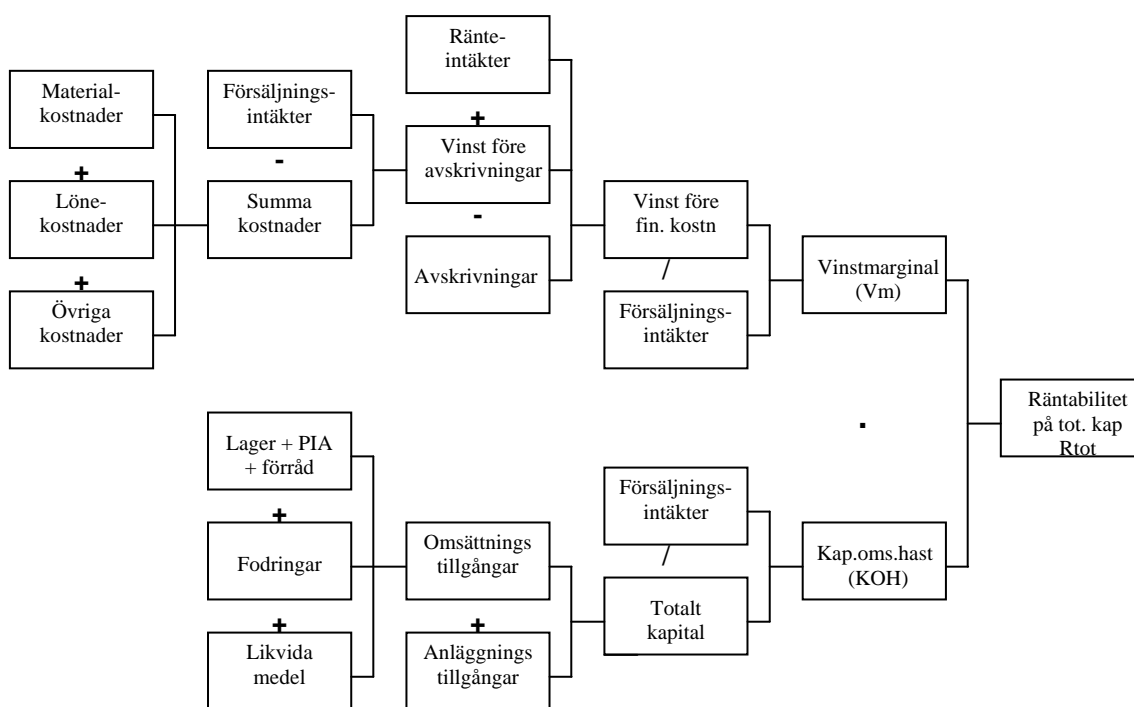 Ränte-
intäkter
Material-
kostnader
Försäljnings-
intäkter
+
+
-
Vinst före
avskrivningar
Löne-
kostnader
Summa
kostnader
-
Vinst före
fin. kostn
+
Avskrivningar
/
Vinstmarginal
(Vm)
Övriga
kostnader
Försäljnings-
intäkter
Räntabilitet
på tot. kap
Rtot
.
Lager + PIA
+ förråd
Försäljnings-
intäkter
+
Fodringar
Omsättnings
tillgångar
/
Kap.oms.hast
(KOH)
+
+
Totalt
kapital
Likvida
medel
Anläggnings
tillgångar